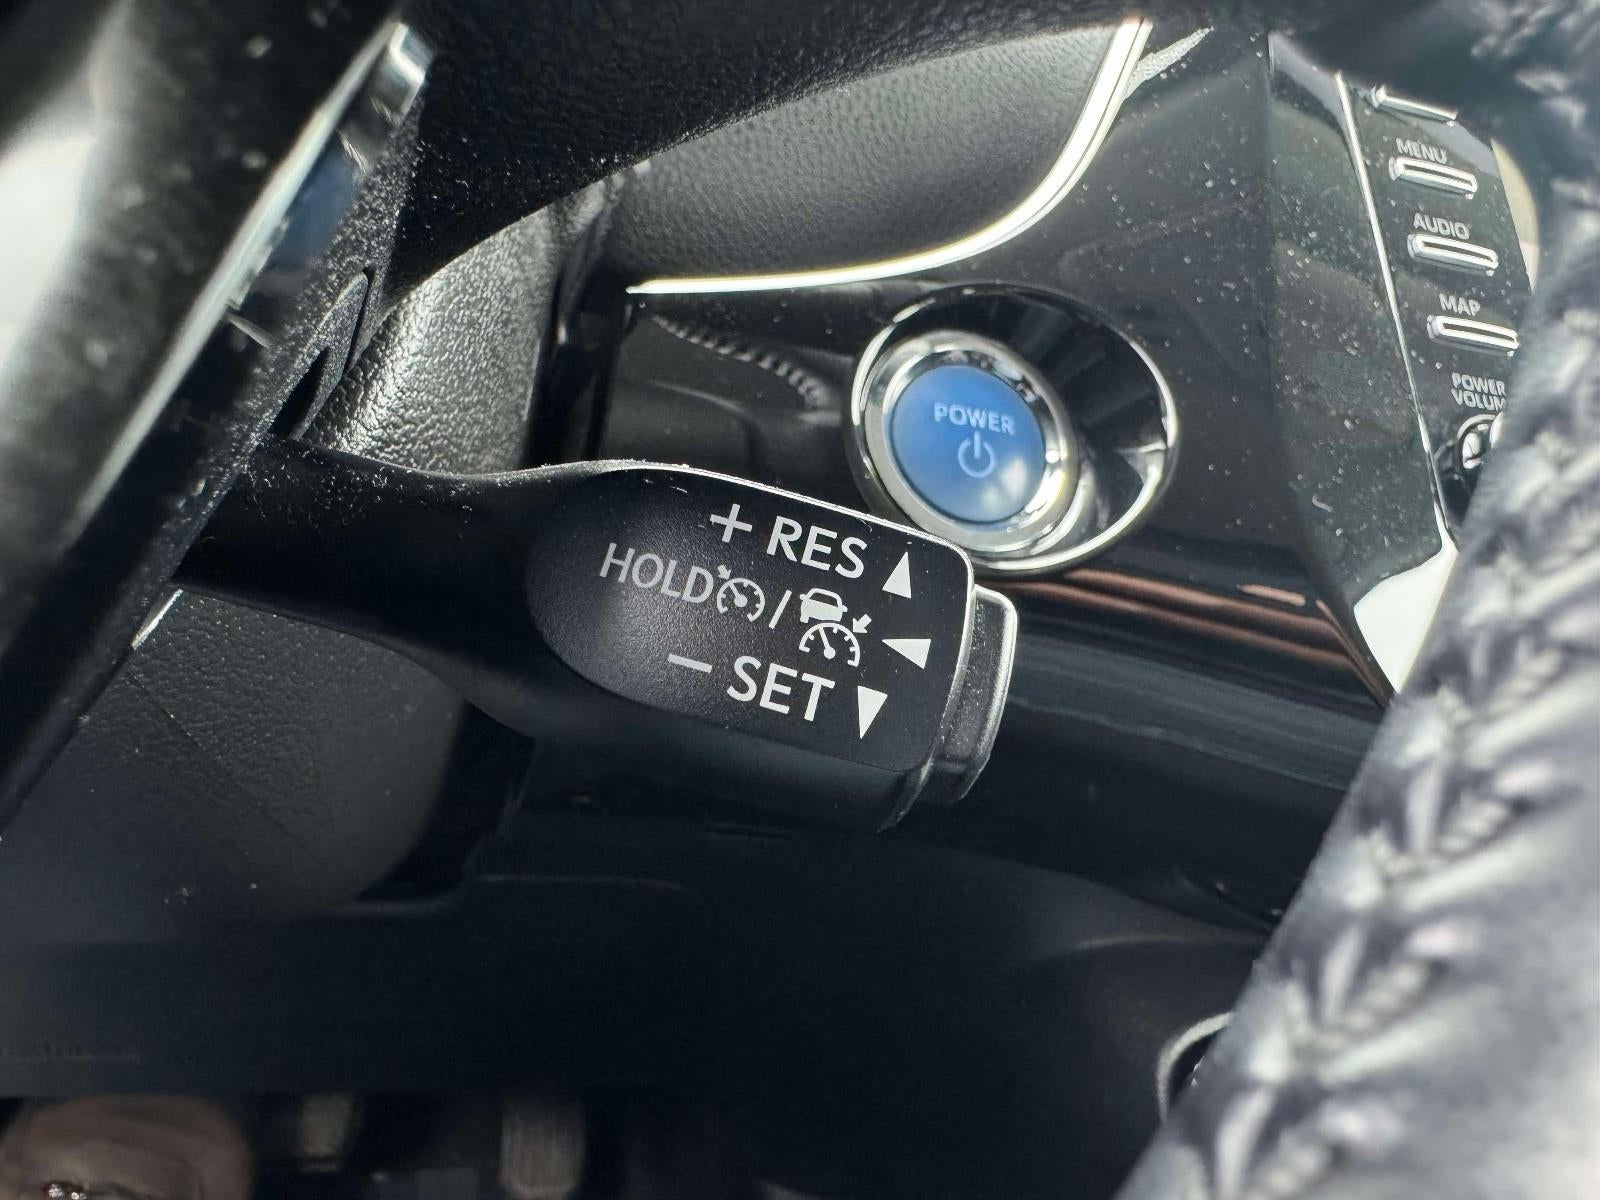 MENU
AUDIO
MAP
POWER
VOLUM
POWER
+ RES
HOLD /
− SET